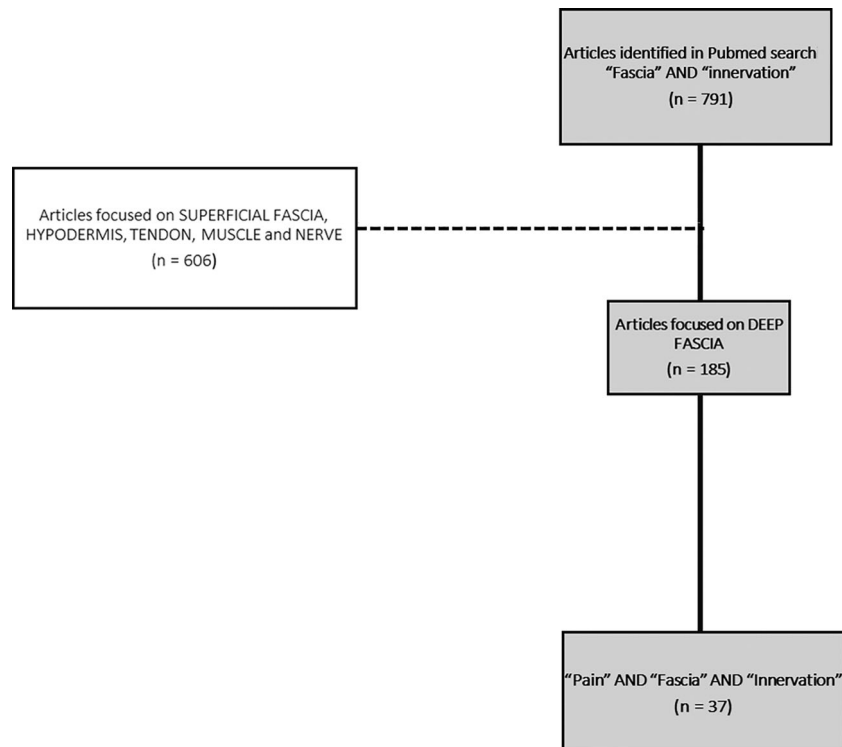 Articles identified in Pubmed search
“Fascia” AND “innervation”
(n = 791)
Articles focused on SUPERFICIAL FASCIA,
HYPODERMIS, TENDON, MUSCLE and NERVE
(n = 606)
Articles focused on DEEP
FASCIA
(n = 185)
“Pain” AND “Fascia” AND “Innervation”
(n = 37)